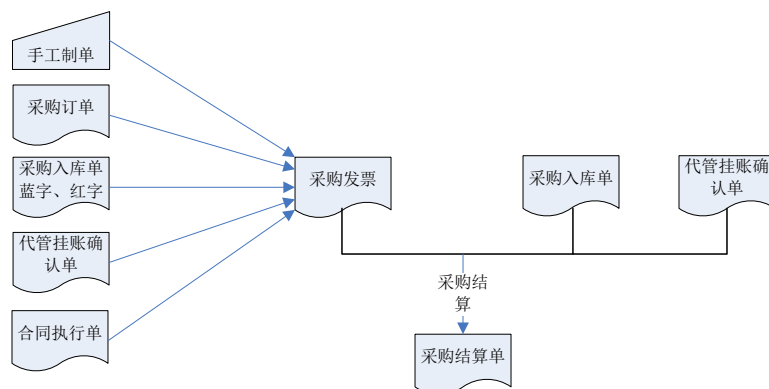 手工制单
采购订单
采购入库单
蓝字、红字
代管挂账确
认单
合同执行单
采购发票
采购入库单
代管挂账确
认单
采购结
算
采购结算单